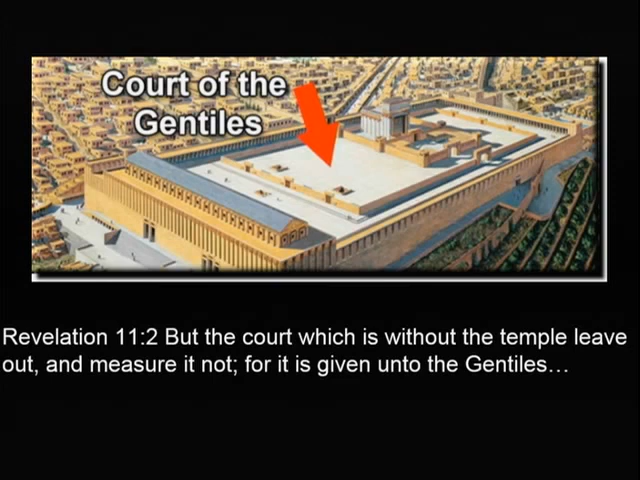 Court of the
Gentiles
Revelation 11:2 But the court which is without the temple leave
out, and measure it not; for it is given unto the Gentiles…